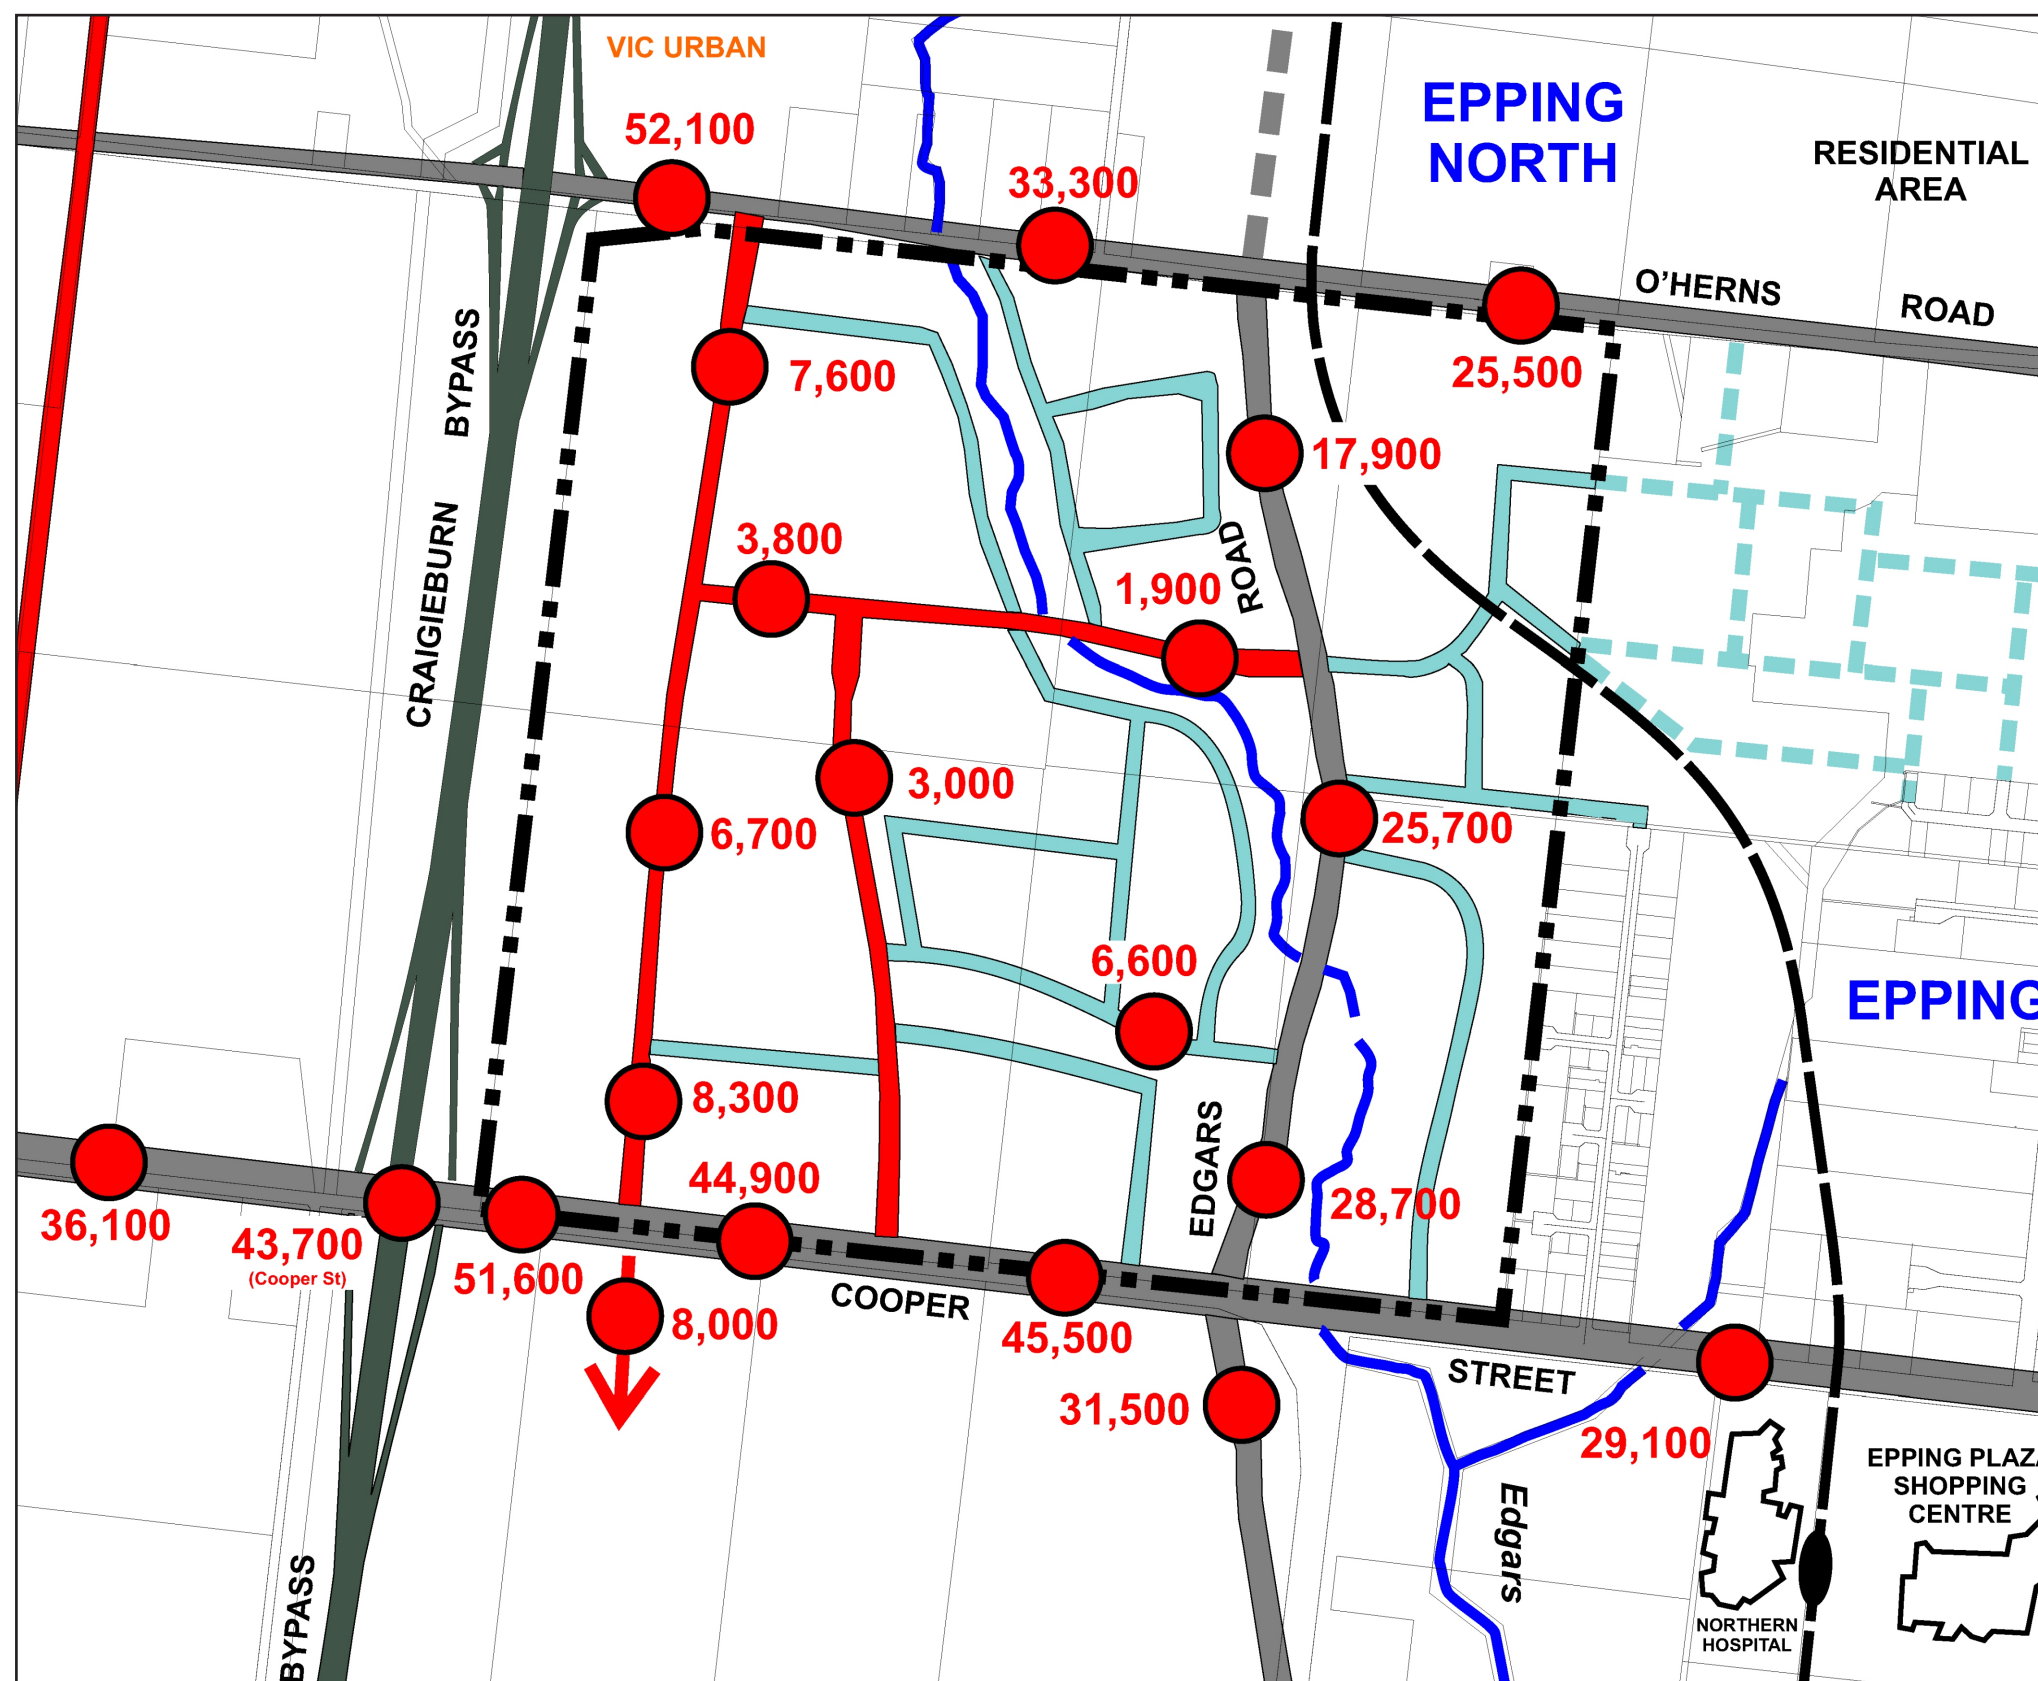 VIC URBAN
52,100
EPPING
NORTH
RESIDENTIAL
AREA
33,300
O'HERNS ROAD
25,500
7,600
BYPASS
17,900
3,800
1,900
ROAD
CRAIGIEBURN
3,000
6,700
25,700
6,600
EPPING
8,300
EDGARS
44,900
28,700
36,100
43,700
(Cooper St)
51,600
COOPER
8,000
45,500
STREET
31,500
29,100
EPPING PLAZA
SHOPPING
CENTRE
Edgars
BYPASS
NORTHERN
HOSPITAL